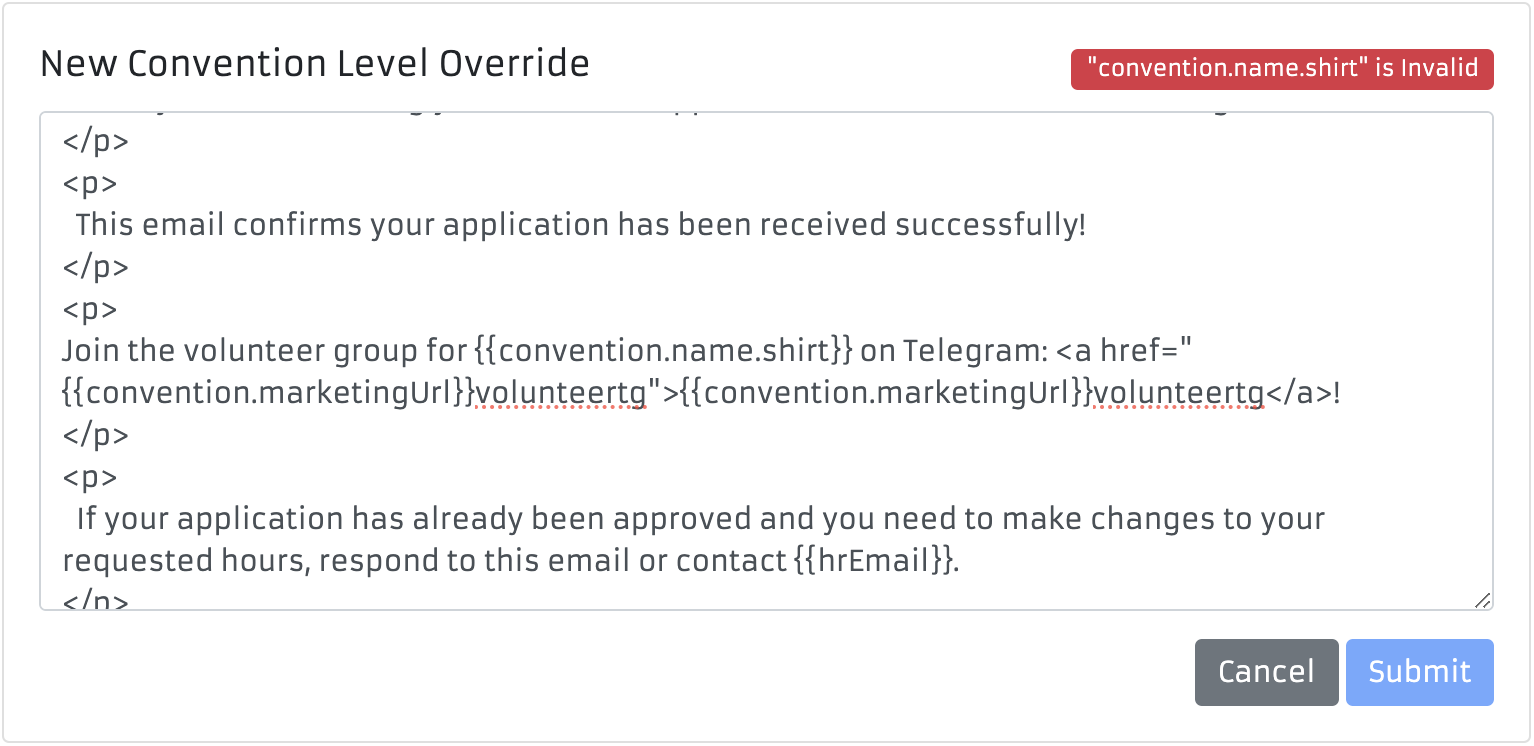 New Convention Level Override
"convention.name.shirt" is Invalid
</p>
<p>
This email confirms your application has been received successfully!
</p>
<p>
Join the volunteer group for {{convention.name.shirt}} on Telegram: <a href="
{{convention.marketingUrl}}volunteertg">{{convention.marketingUrl}}volunteertg</a>!
</p>
<p>
If your application has already been approved and you need to make changes to your
requested hours, respond to this email or contact {{hrEmail}}.
</p>
Cancel
Submit